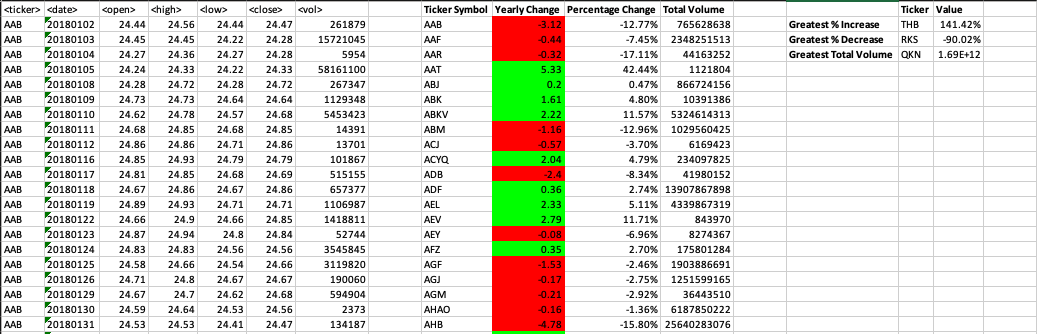 <ticker> <date> <open> <high> <low> <close> <vol> Ticker Symbol Yearly Change Percentage Change Total Volume Ticker Value
AAB 20180102 24.44 24.56 24.44 24.47 261879 AAB -3.12 -12.77% 765628638 Greatest % Increase THB 141.42%
AAB 20180103 24.45 24.45 24.22 24.28 15721045 AAF -0.44 -7.45% 2348251513 Greatest % Decrease RKS -90.02%
AAB 20180104 24.27 24.36 24.27 24.28 5954 AAR -0.32 -17.11% 44163252 Greatest Total Volume QKN 1.69E+12
AAB 20180105 24.24 24.33 24.22 24.33 58161100 AAT 5.33 42.44% 1121804
AAB 20180108 24.28 24.72 24.28 24.72 267347 ABJ 0.2 0.47% 866724156
AAB 20180109 24.73 24.73 24.64 24.64 1129348 ABK 1.61 4.80% 10391386
AAB 20180110 24.62 24.78 24.57 24.68 5453423 ABKV 2.22 11.57% 5324614313
AAB 20180111 24.68 24.85 24.68 24.85 14391 ABM -1.16 -12.96% 1029560425
AAB 20180112 24.86 24.86 24.71 24.86 13701 ACJ -0.57 -3.70% 6169423
AAB 20180116 24.85 24.93 24.79 24.79 101867 ACYQ 2.04 4.79% 234097825
AAB 20180117 24.81 24.85 24.68 24.69 515155 ADB -2.4 -8.34% 41980152
AAB 20180118 24.67 24.86 24.67 24.86 657377 ADF 0.36 2.74% 13907867898
AAB 20180119 24.89 24.93 24.71 24.71 1106987 AEL 2.33 5.11% 4339867319
AAB 20180122 24.66 24.9 24.66 24.85 1418811 AEV 2.79 11.71% 843970
AAB 20180123 24.87 24.94 24.8 24.84 52744 AEY -0.08 -6.96% 8274367
AAB 20180124 24.83 24.83 24.56 24.56 3545845 AFZ 0.35 2.70% 175801284
AAB 20180125 24.58 24.66 24.54 24.66 3119820 AGF -1.53 -2.46% 1903886691
AAB 20180126 24.71 24.8 24.67 24.67 190060 AGJ -0.17 -2.75% 1251599165
AAB 20180129 24.67 24.7 24.62 24.68 594904 AGM -0.21 -2.92% 36443510
AAB 20180130 24.59 24.64 24.53 24.56 2373 AHAO -0.16 -1.36% 6187850222
AAB 20180131 24.53 24.53 24.41 24.47 134187 AHB -4.78 -15.80% 25640283076